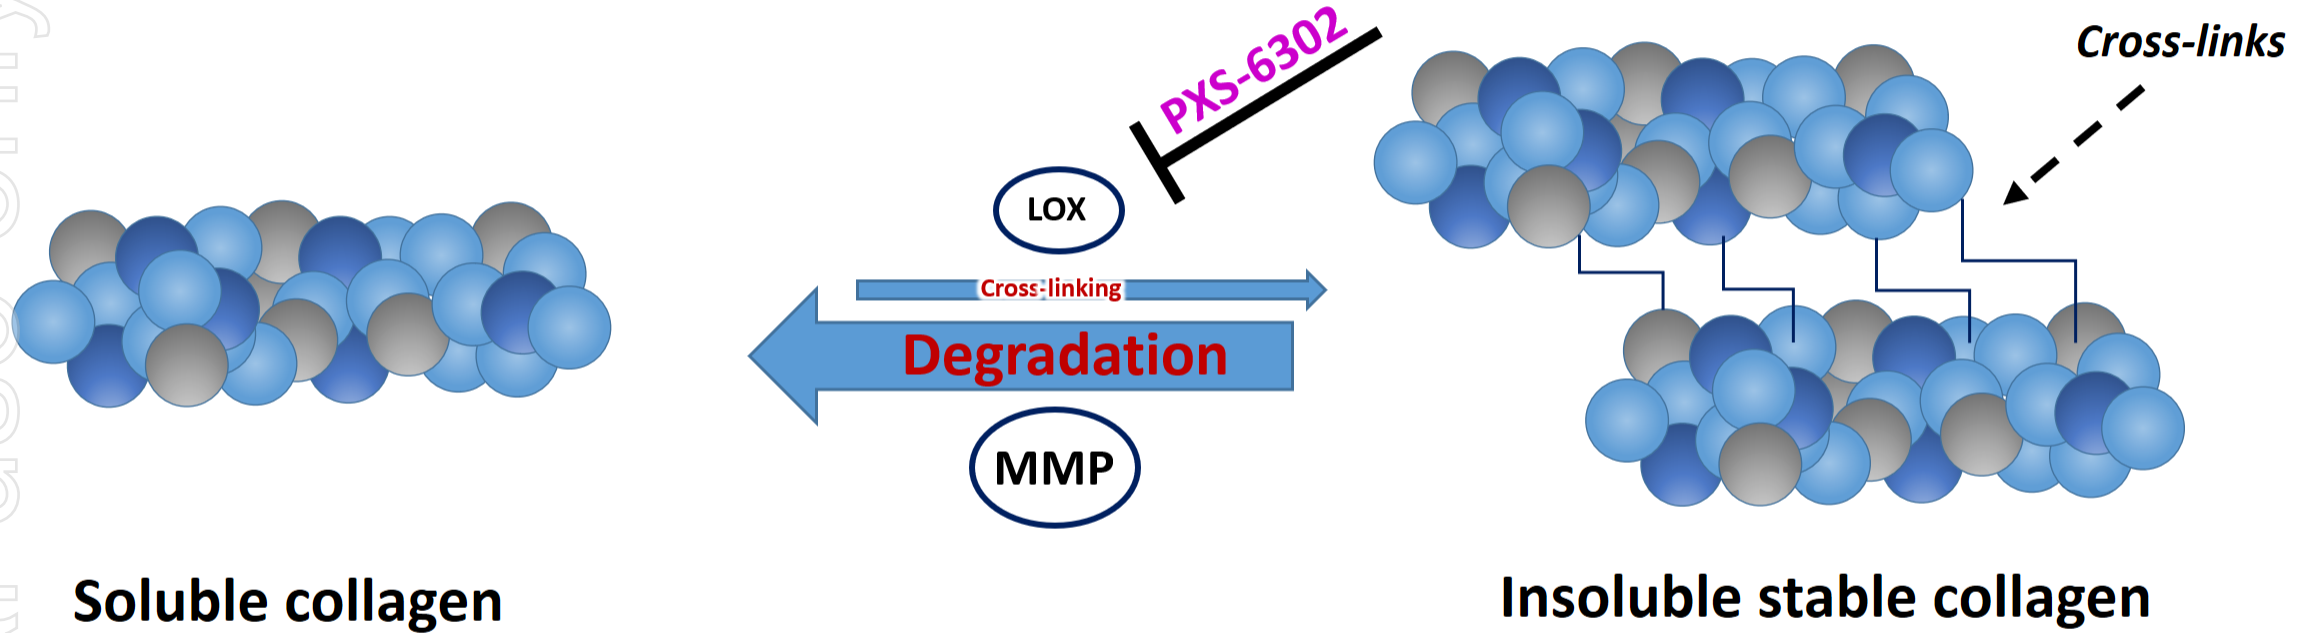 Cross-links
PXS-6302
LOX
Cross-linking
Degradation
MMP
Soluble collagen
Insoluble stable collagen